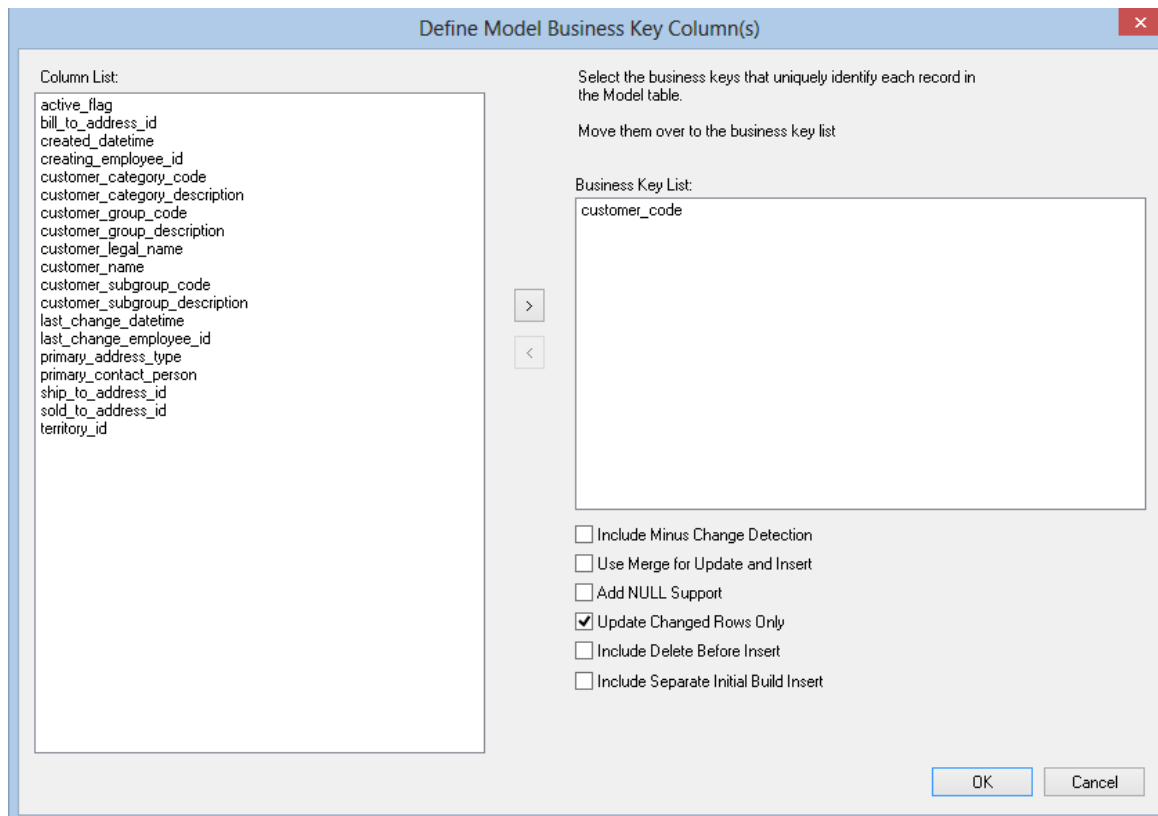 Define Model Business Key Column(s)
Column List:
active_flag
bill_to_address_id
created_datetime
creating_employee_id
customer_category_code
customer_category_description
customer_group_code
customer_group_description
customer_legal_name
customer_name
customer_subgroup_code
customer_subgroup_description
last_change_datetime
last_change_employee_id
primary_address_type
primary_contact_person
ship_to_address_id
sold_to_address_id
territory_id
>
<
Select the business keys that uniquely identify each record in
the Model table.
Move them over to the business key list
Business Key List:
customer_code
Include Minus Change Detection
Use Merge for Update and Insert
Add NULL Support
Update Changed Rows Only
Include Delete Before Insert
Include Separate Initial Build Insert
OK
Cancel